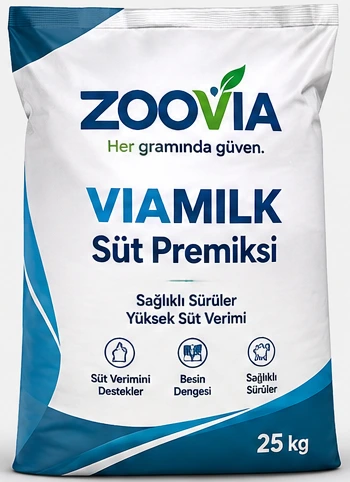 ZOOVIA
Her gramında güven.
VIAMILK
Süt Premiksi
Sağlıklı Sürüler
Yüksek Süt Verimi
Süt Verimini
Destekler
Besin
Dengesi
Sağlıklı
Sürüler
25 kg